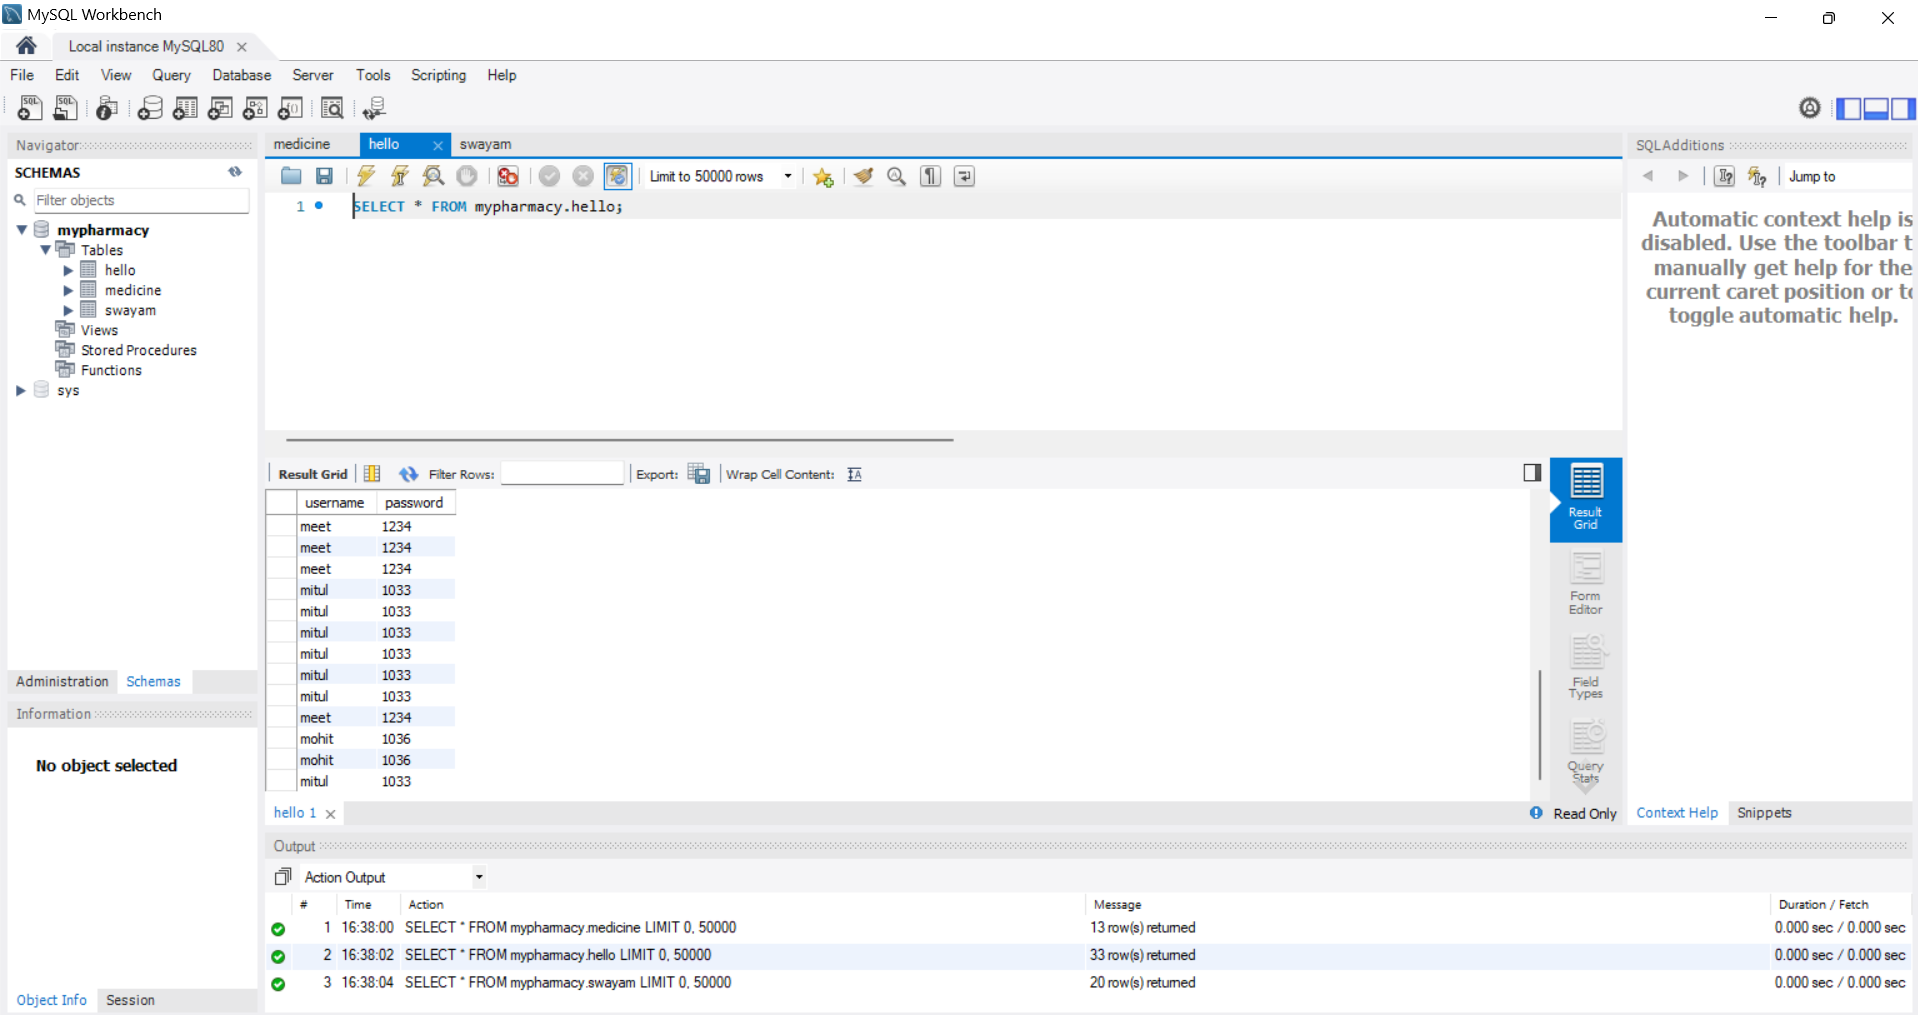 MySQL Workbench
Local instance MySQL80
File Edit View Query Database Server Tools Scripting Help
Navigator
SCHEMAS
Filter objects
mypharmacy
Tables
hello
medicine
swayam
Views
Stored Procedures
Functions
sys
Administration Schemas
Information
No object selected
Object Info Session
medicine hello swayam
Limit to 50000 rows
1 SELECT * FROM mypharmacy.hello;
Result Grid Filter Rows: Export: Wrap Cell Content:
username password
meet 1234
meet 1234
meet 1234
mitul 1033
mitul 1033
mitul 1033
mitul 1033
mitul 1033
mitul 1033
meet 1234
mohit 1036
mohit 1036
mitul 1033
Result
Grid
Form
Editor
Field
Types
Query
Stats
hello 1
Read Only
SQLAdditions
Jump to
Automatic context help is
disabled. Use the toolbar t
manually get help for the
current caret position or to
toggle automatic help.
Context Help Snippets
Output
Action Output
# Time Action Message Duration / Fetch
1 16:38:00 SELECT * FROM mypharmacy.medicine LIMIT 0, 50000 13 row(s) returned 0.000 sec / 0.000 sec
2 16:38:02 SELECT * FROM mypharmacy.hello LIMIT 0, 50000 33 row(s) returned 0.000 sec / 0.000 sec
3 16:38:04 SELECT * FROM mypharmacy.swayam LIMIT 0, 50000 20 row(s) returned 0.000 sec / 0.000 sec